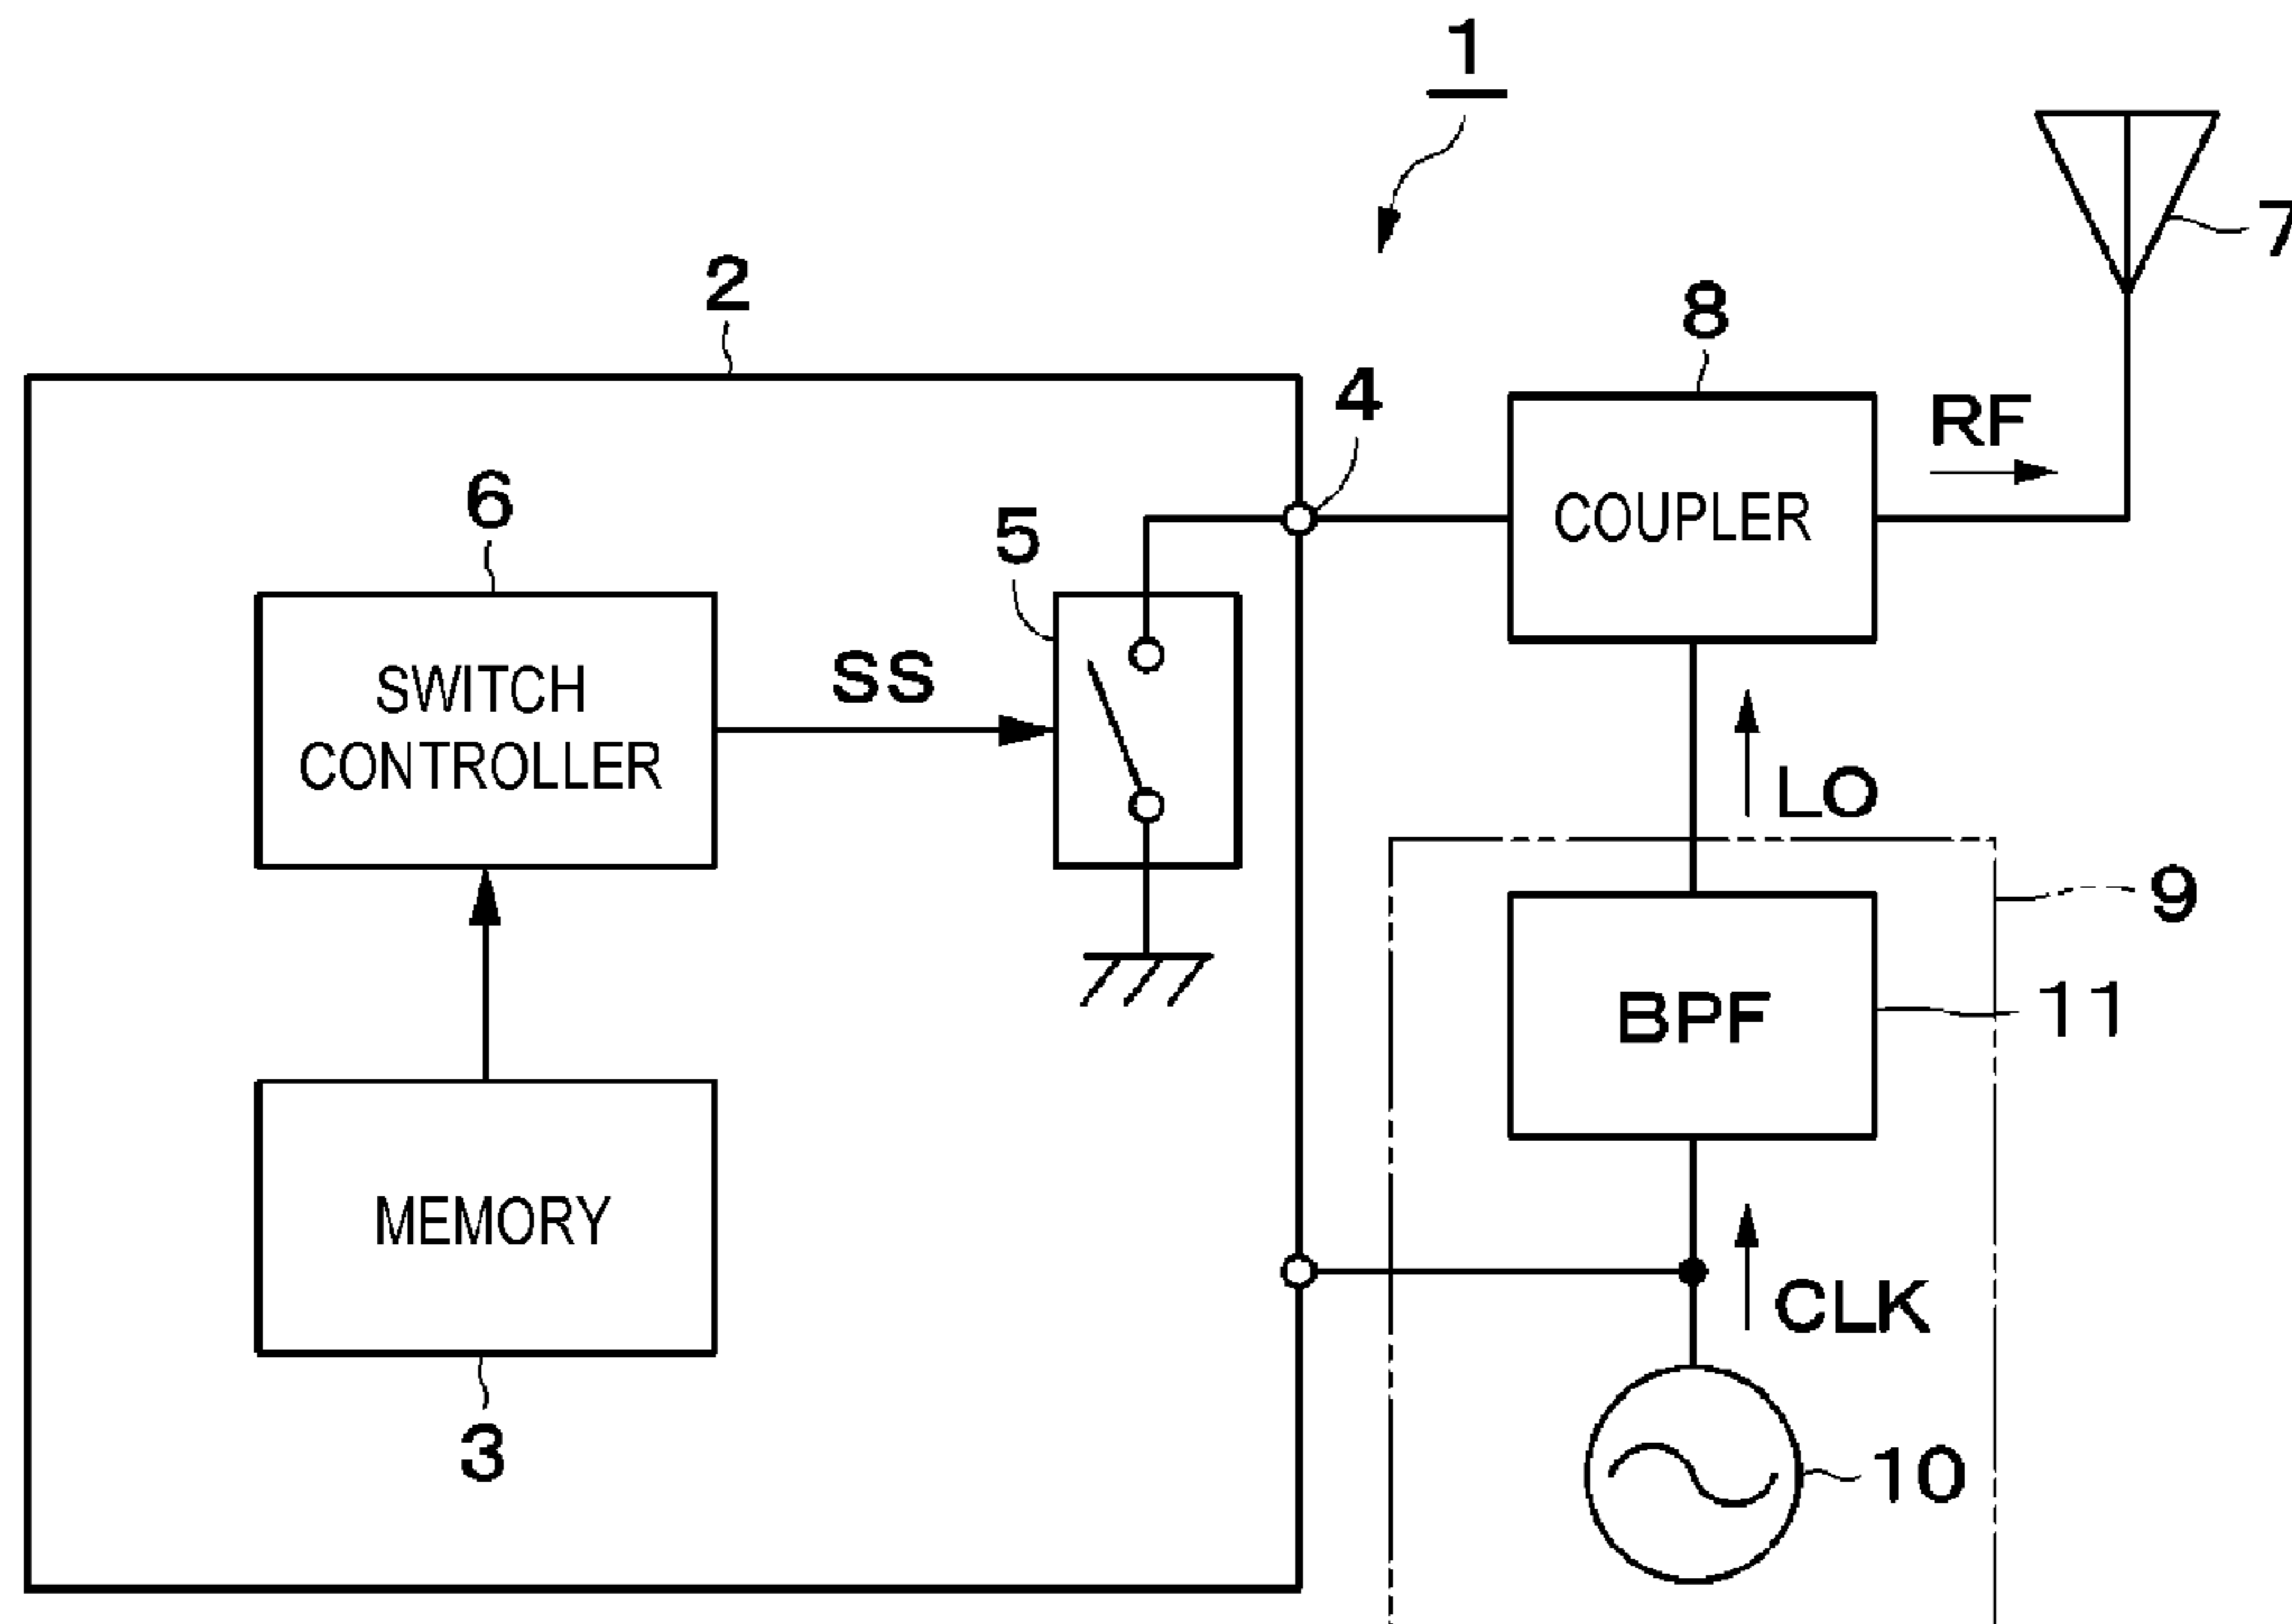 1
7
2
8
4
RF
6
5
COUPLER
SWITCH
CONTROLLER
SS
LO
9
BPF
11
MEMORY
CLK
3
10